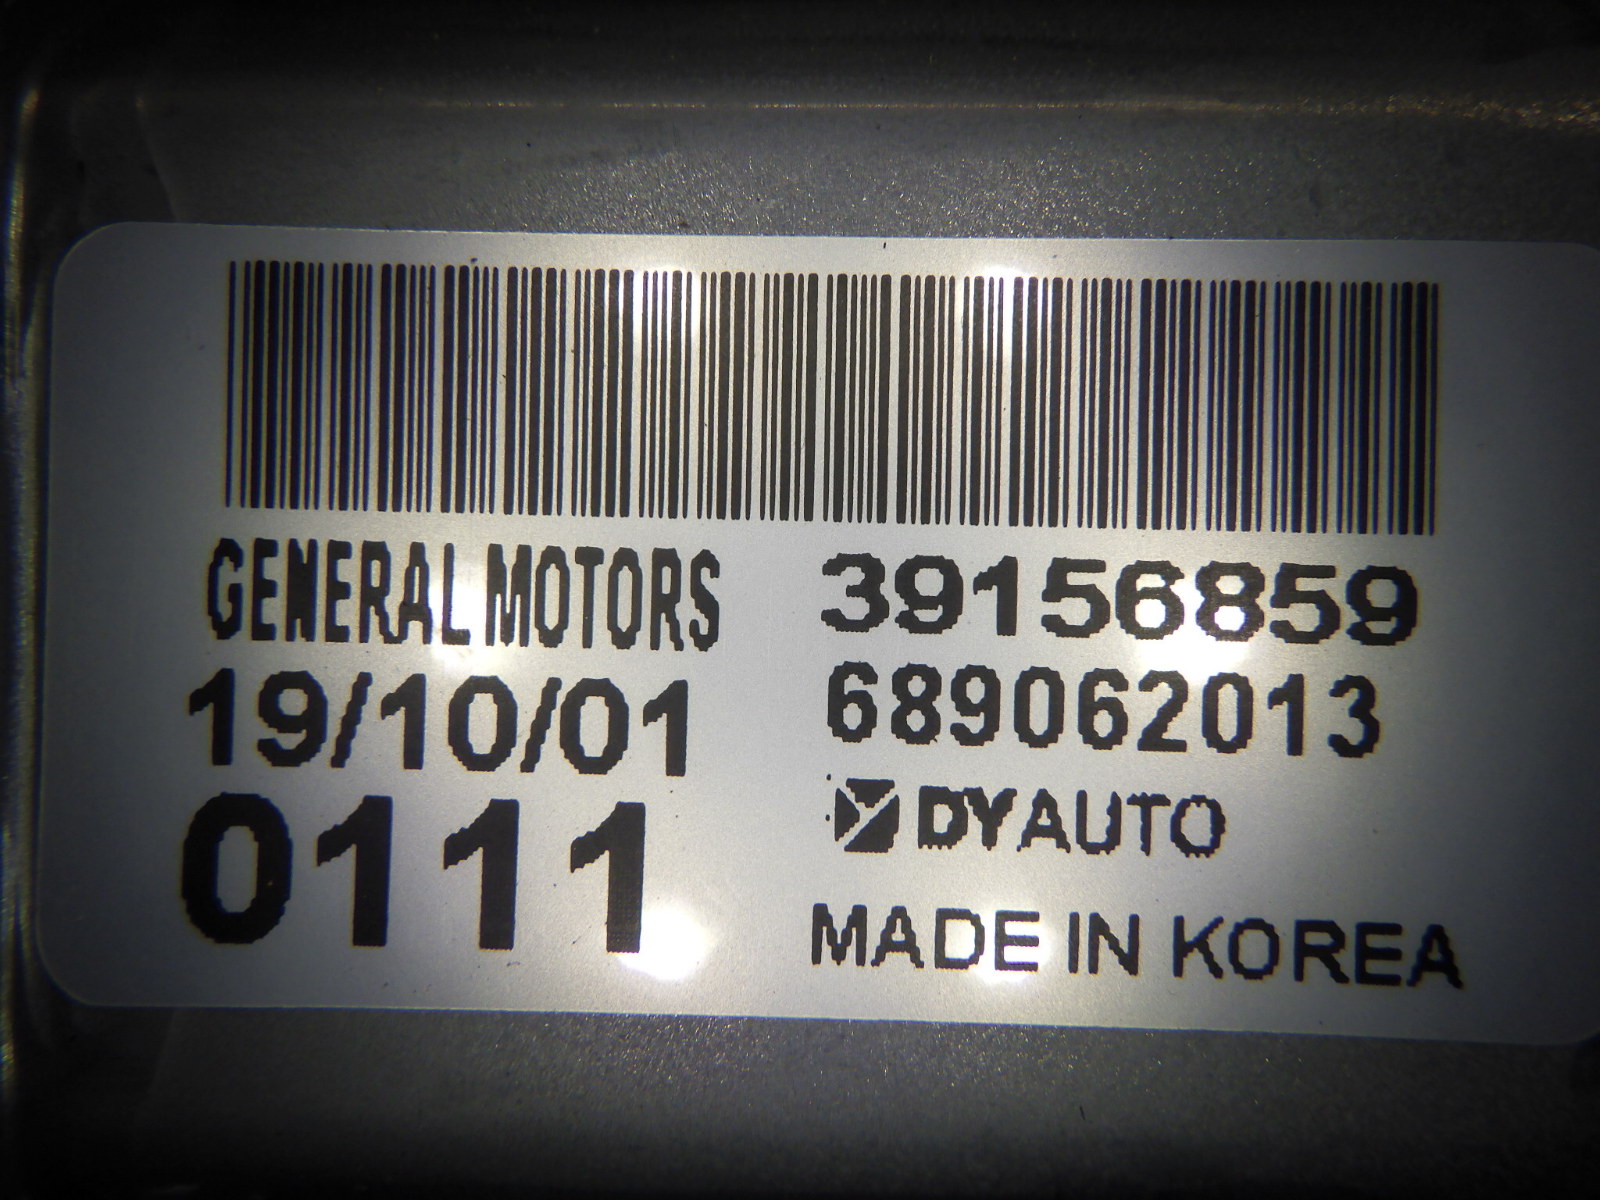 GENERAL MOTORS 39156859
19/10/01 689062013
0111 DYAUTO
MADE IN KOREA